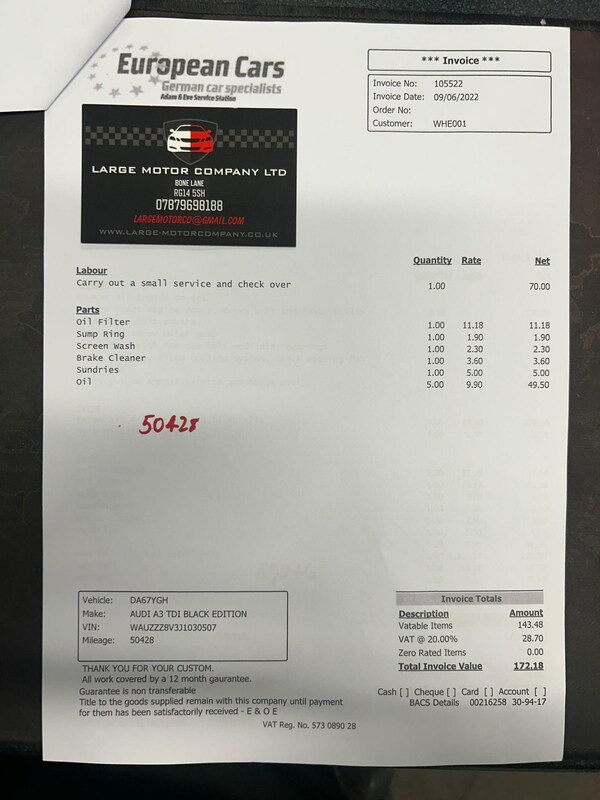 European Cars
German car specialists
Adam & Eve Service Station
LARGE MOTOR COMPANY LTD
BONE LANE
RG14 5SH
07879698188
LARGEMOTORCO@GMAIL.COM
WWW.LARGE-MOTORCOMPANY.CO.UK
*** Invoice ***
Invoice No: 105522
Invoice Date: 09/06/2022
Order No:
Customer: WHE001
Quantity Rate Net
Labour
Carry out a small service and check over 1.00 70.00
Parts
Oil Filter 1.00 11.18 11.18
Sump Ring 1.00 1.90 1.90
Screen Wash 1.00 2.30 2.30
Brake Cleaner 1.00 3.60 3.60
Sundries 1.00 5.00 5.00
Oil 5.00 9.90 49.50
50428
Vehicle: DA67YGH
Make: AUDI A3 TDI BLACK EDITION
VIN: WAUZZZ8V3J1030507
Mileage: 50428
Invoice Totals
Description Amount
Vatable Items 143.48
VAT @ 20.00% 28.70
Zero Rated Items 0.00
Total Invoice Value 172.18
THANK YOU FOR YOUR CUSTOM.
All work covered by a 12 month gaurantee.
Guarantee is non transferable
Title to the goods supplied remain with this company until payment
for them has been satisfactorily received - E & O E
Cash [ ] Cheque [ ] Card [ ] Account [ ]
BACS Details 00216258 30-94-17
VAT Reg. No. 573 0890 28